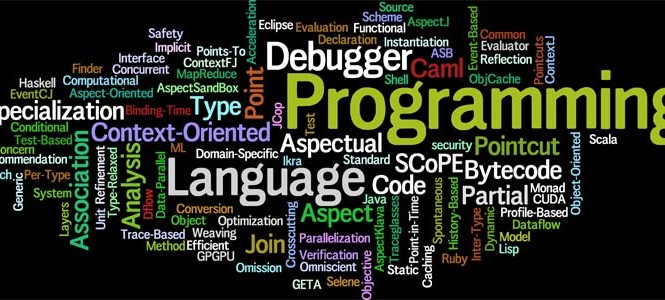 Source
Scheme
AspectJ
Safety
Acceleration
Eclipse
Evaluation
Functional
Implicit
Declaration
Instantiation
Event-Based
Common
Interface
Points-To
Debugger
ASB
Evaluator
Pointcuts
ContextJ
Finder
Concurrent
ContextFJ
Reflection
Haskell
Computational
MapReduce
Point
Shell
Caml
ObjCache
EventCJ
Aspect-Oriented
AspectSandBox
Programming
pecialization
Binding-Time
Type
JCop
Conditional
Context-Oriented
Test
Test-Based
Association
Aspectual
security
Pointcut
Object-Oriented
Scala
oncern
Unit
Refinement
Type-Relaxed
Analysis
ML
Domain-Specific
ommendation
Data-Parallel
Ikra
Standard
SCoPE
Bytecode
ch
Per-Type
Generic
Language
Code
System
Dflow
Java
Spontaneous
History-Based
Partial
Monad
CUDA
Layers
Conversion
Crosscutting
Aspect
AspectKlava
Traceglasses
Point-in-Time
Inter-Type
Dynamic
Profile-Based
Object
Optimization
Dataflow
Trace-Based
Weaving
Join
Parallelization
Model
Method
Efficient
Verification
Lisp
GPGPU
Objective
Static
Caching
Ruby
Omission
Omniscient
GETA
Selene